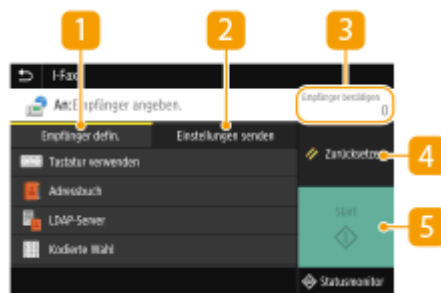 1
2
3
I-Fax
An: Empfänger angeben.
Empfänger bestätigen
0
Empfänger defin.
Einstellungen senden
Tastatur verwenden
Zurücksetzen
4
Adressbuch
LDAP-Server
Start
5
Kodierte Wahl
Statusmonitor